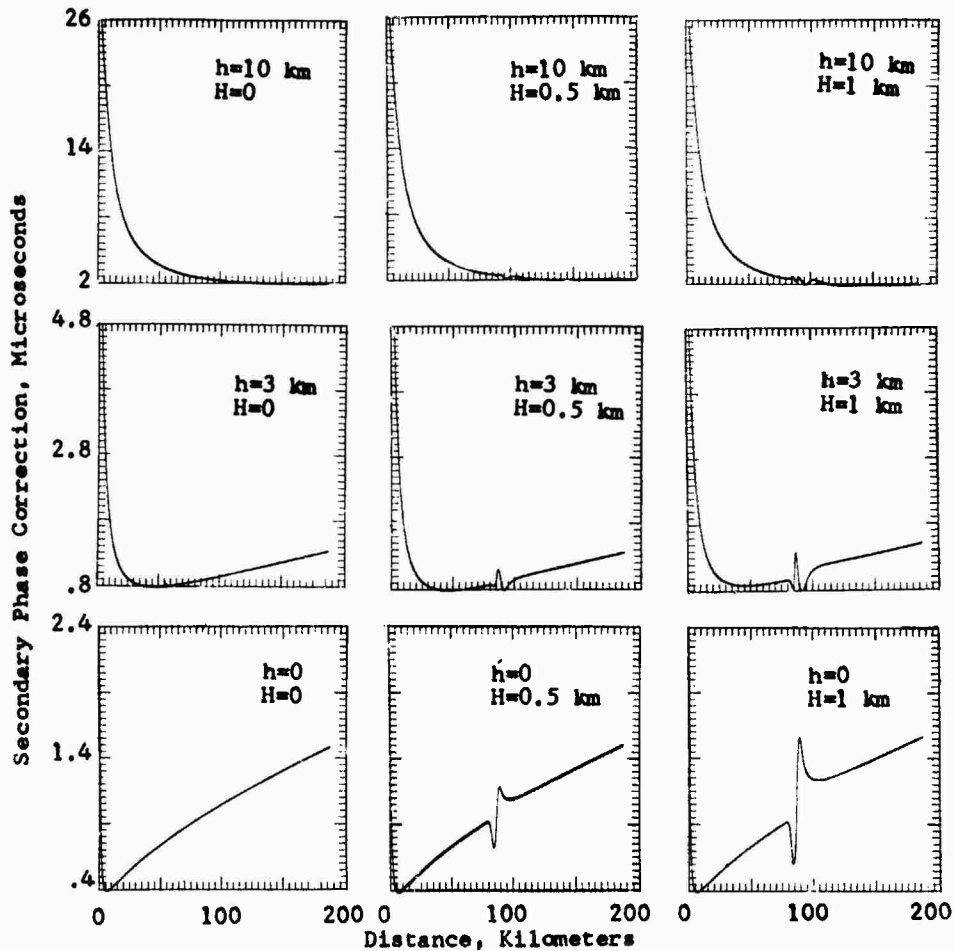 26
14
2
h=10 km
H=0
h=10 km
H=0.5 km
h=10 km
H=1 km
4.8
2.8
.8
h=3 km
H=0
h=3 km
H=0.5 km
h=3 km
H=1 km
2.4
1.4
.4
h=0
H=0
h=0
H=0.5 km
h=0
H=1 km
0 100 200
0 100 200
0 100 200
Secondary Phase Correction, Microseconds
Distance, Kilometers